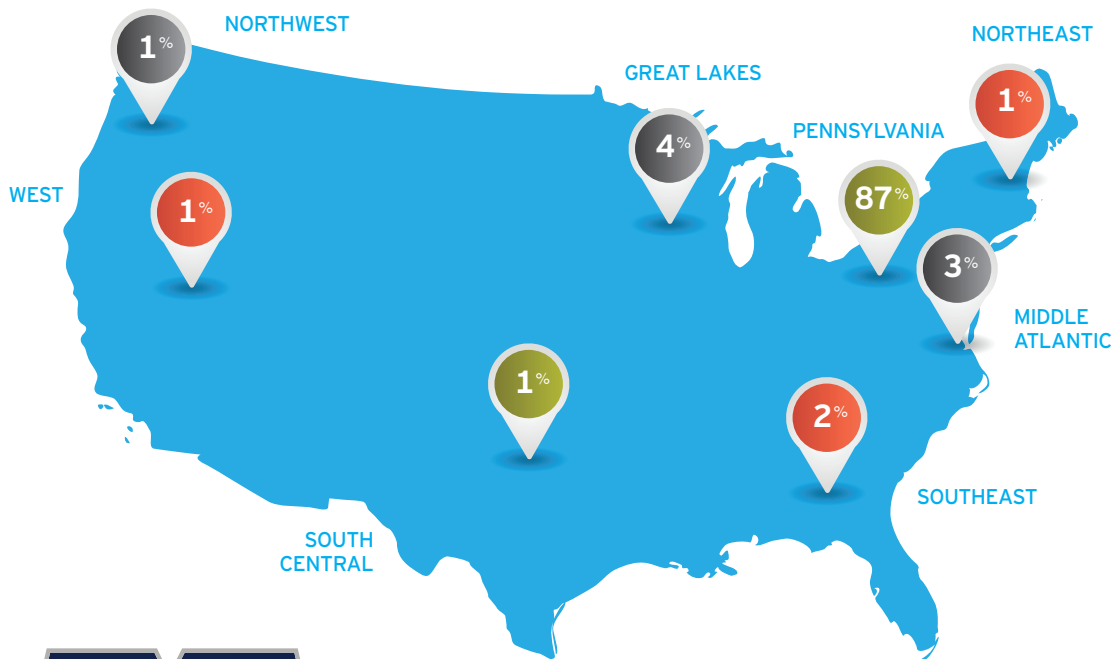 NORTHWEST
1%
NORTHEAST
1%
GREAT LAKES
4%
PENNSYLVANIA
87%
WEST
1%
3%
MIDDLE
ATLANTIC
1%
2%
SOUTHEAST
SOUTH
CENTRAL